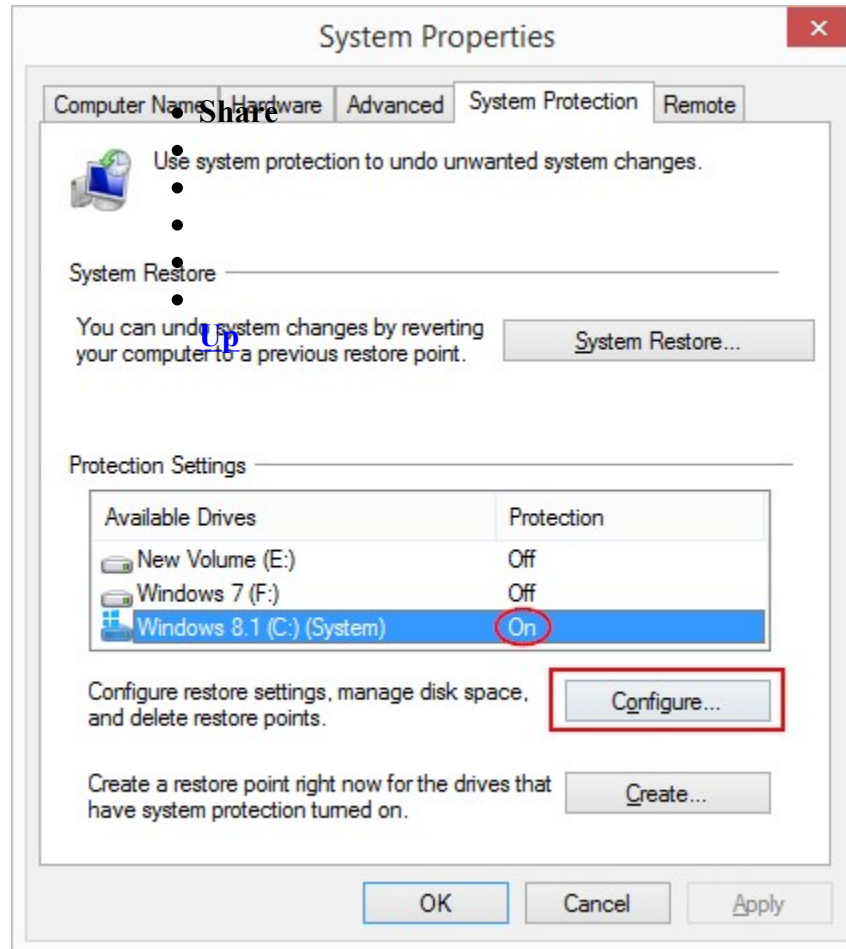 System Properties
Computer Name Hardware Advanced System Protection Remote
• Share
Use system protection to undo unwanted system changes.
•
•
•
•
•
System Restore
You can undo system changes by reverting
your computer to a previous restore point.
Up
System Restore...
Protection Settings
Available Drives Protection
New Volume (E:) Off
Windows 7 (F:) Off
Windows 8.1 (C:) (System) On
Configure restore settings, manage disk space,
and delete restore points.
Configure...
Create a restore point right now for the drives that
have system protection turned on.
Create...
OK Cancel Apply